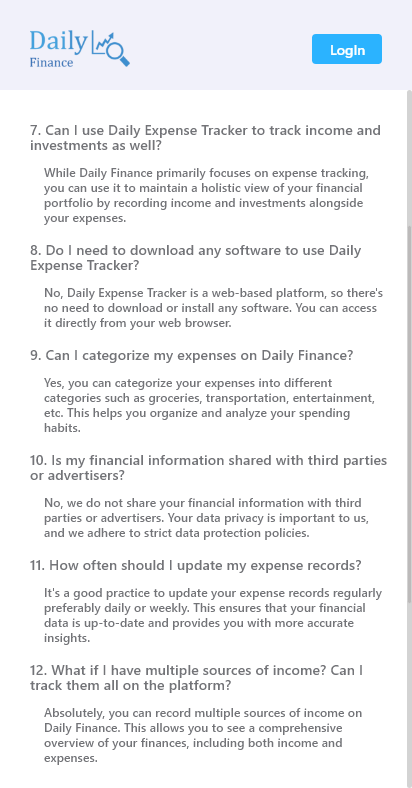 Daily
Finance
LogIn
7. Can I use Daily Expense Tracker to track income and
investments as well?
While Daily Finance primarily focuses on expense tracking,
you can use it to maintain a holistic view of your financial
portfolio by recording income and investments alongside
your expenses.
8. Do I need to download any software to use Daily
Expense Tracker?
No, Daily Expense Tracker is a web-based platform, so there's
no need to download or install any software. You can access
it directly from your web browser.
9. Can I categorize my expenses on Daily Finance?
Yes, you can categorize your expenses into different
categories such as groceries, transportation, entertainment,
etc. This helps you organize and analyze your spending
habits.
10. Is my financial information shared with third parties
or advertisers?
No, we do not share your financial information with third
parties or advertisers. Your data privacy is important to us,
and we adhere to strict data protection policies.
11. How often should I update my expense records?
It's a good practice to update your expense records regularly
preferably daily or weekly. This ensures that your financial
data is up-to-date and provides you with more accurate
insights.
12. What if I have multiple sources of income? Can I
track them all on the platform?
Absolutely, you can record multiple sources of income on
Daily Finance. This allows you to see a comprehensive
overview of your finances, including both income and
expenses.